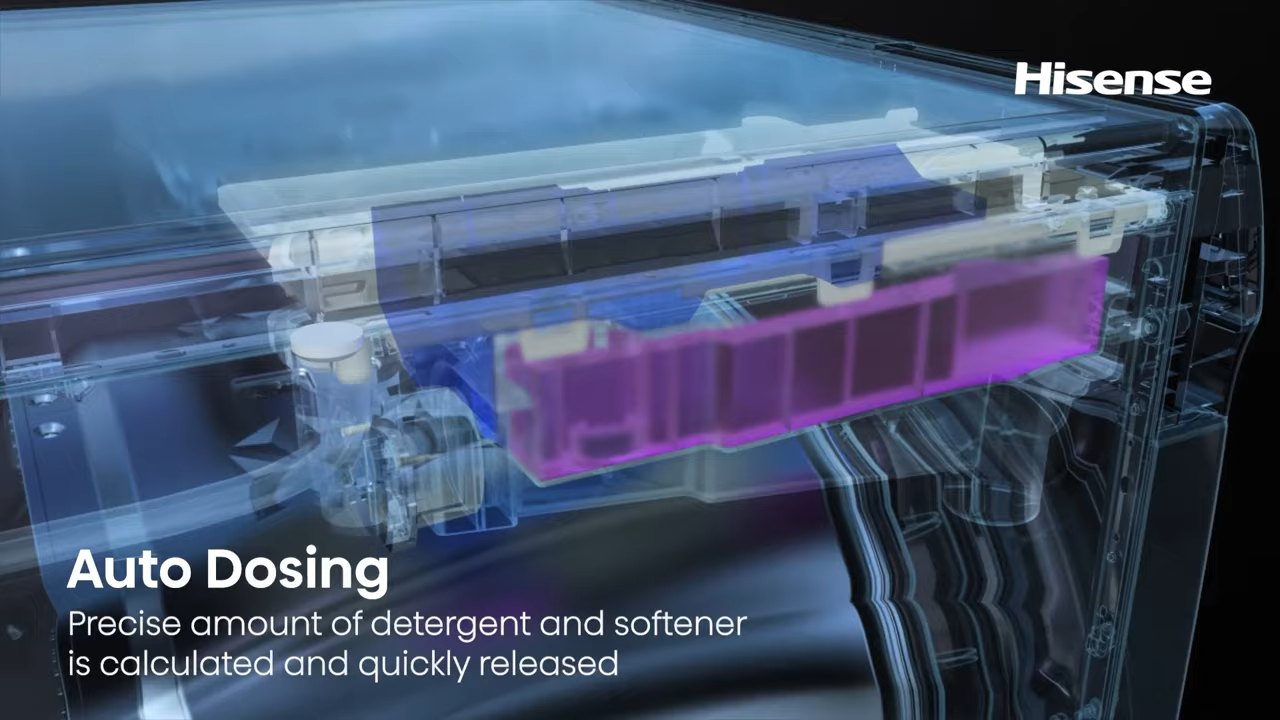 Hisense
Auto Dosing
Precise amount of detergent and softener
is calculated and quickly released